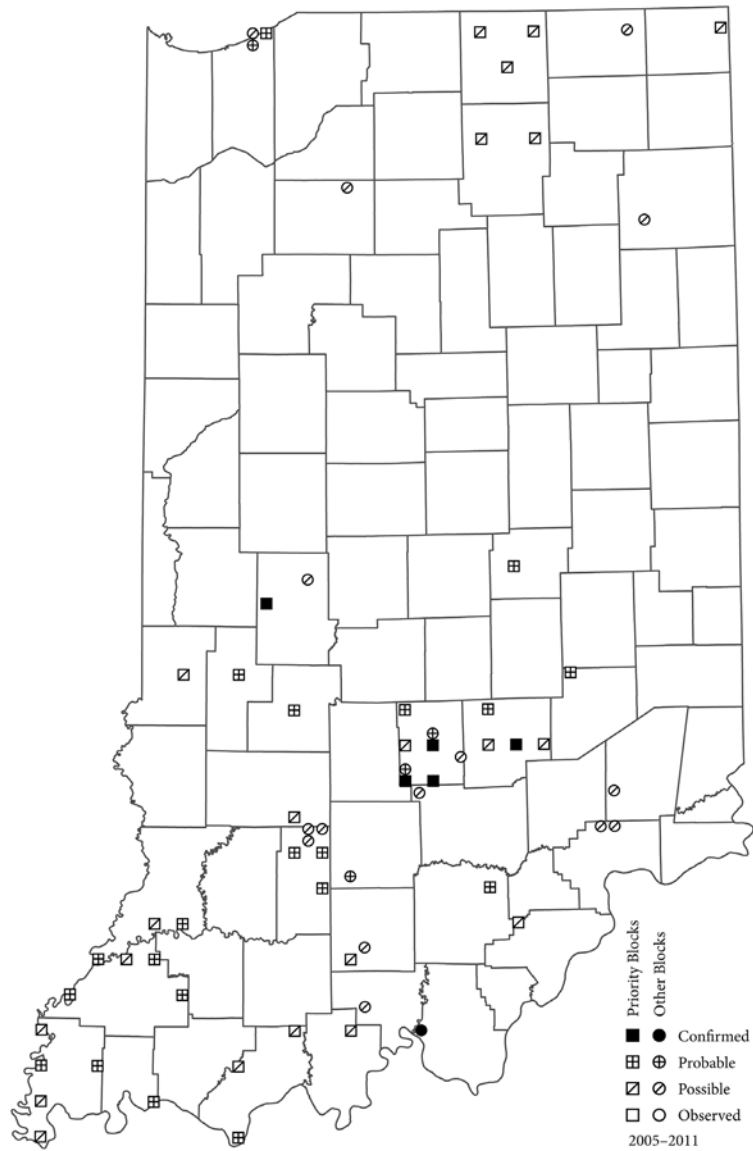 Priority Blocks
Other Blocks
Confirmed
Probable
Possible
Observed
2005–2011